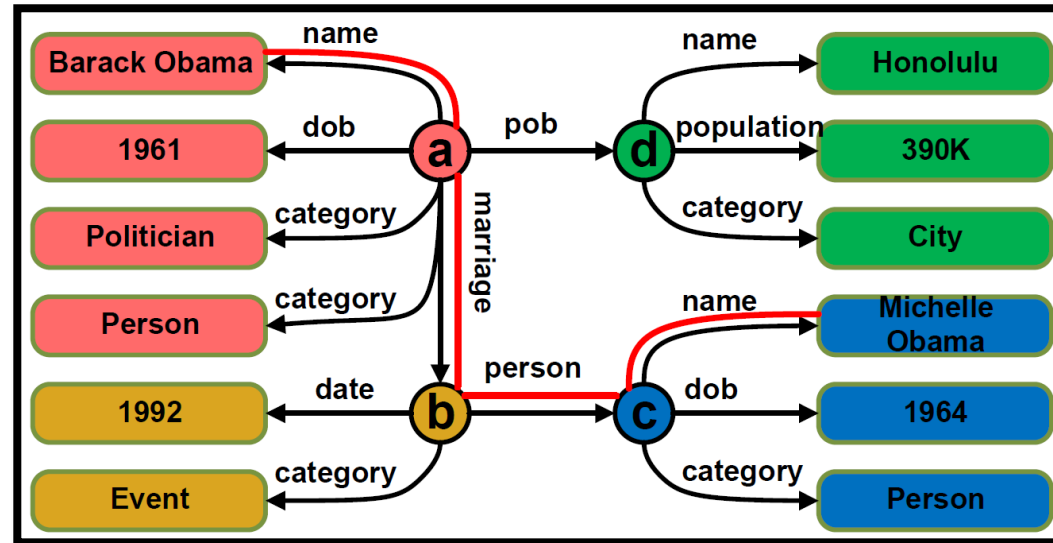 name
Barack Obama
dob
1961
a
pob
category
Politician
category
Person
marriage
date
1992
b
person
category
Event
name
Honolulu
d
population
390K
category
City
name
Michelle
Obama
c
dob
1964
category
Person